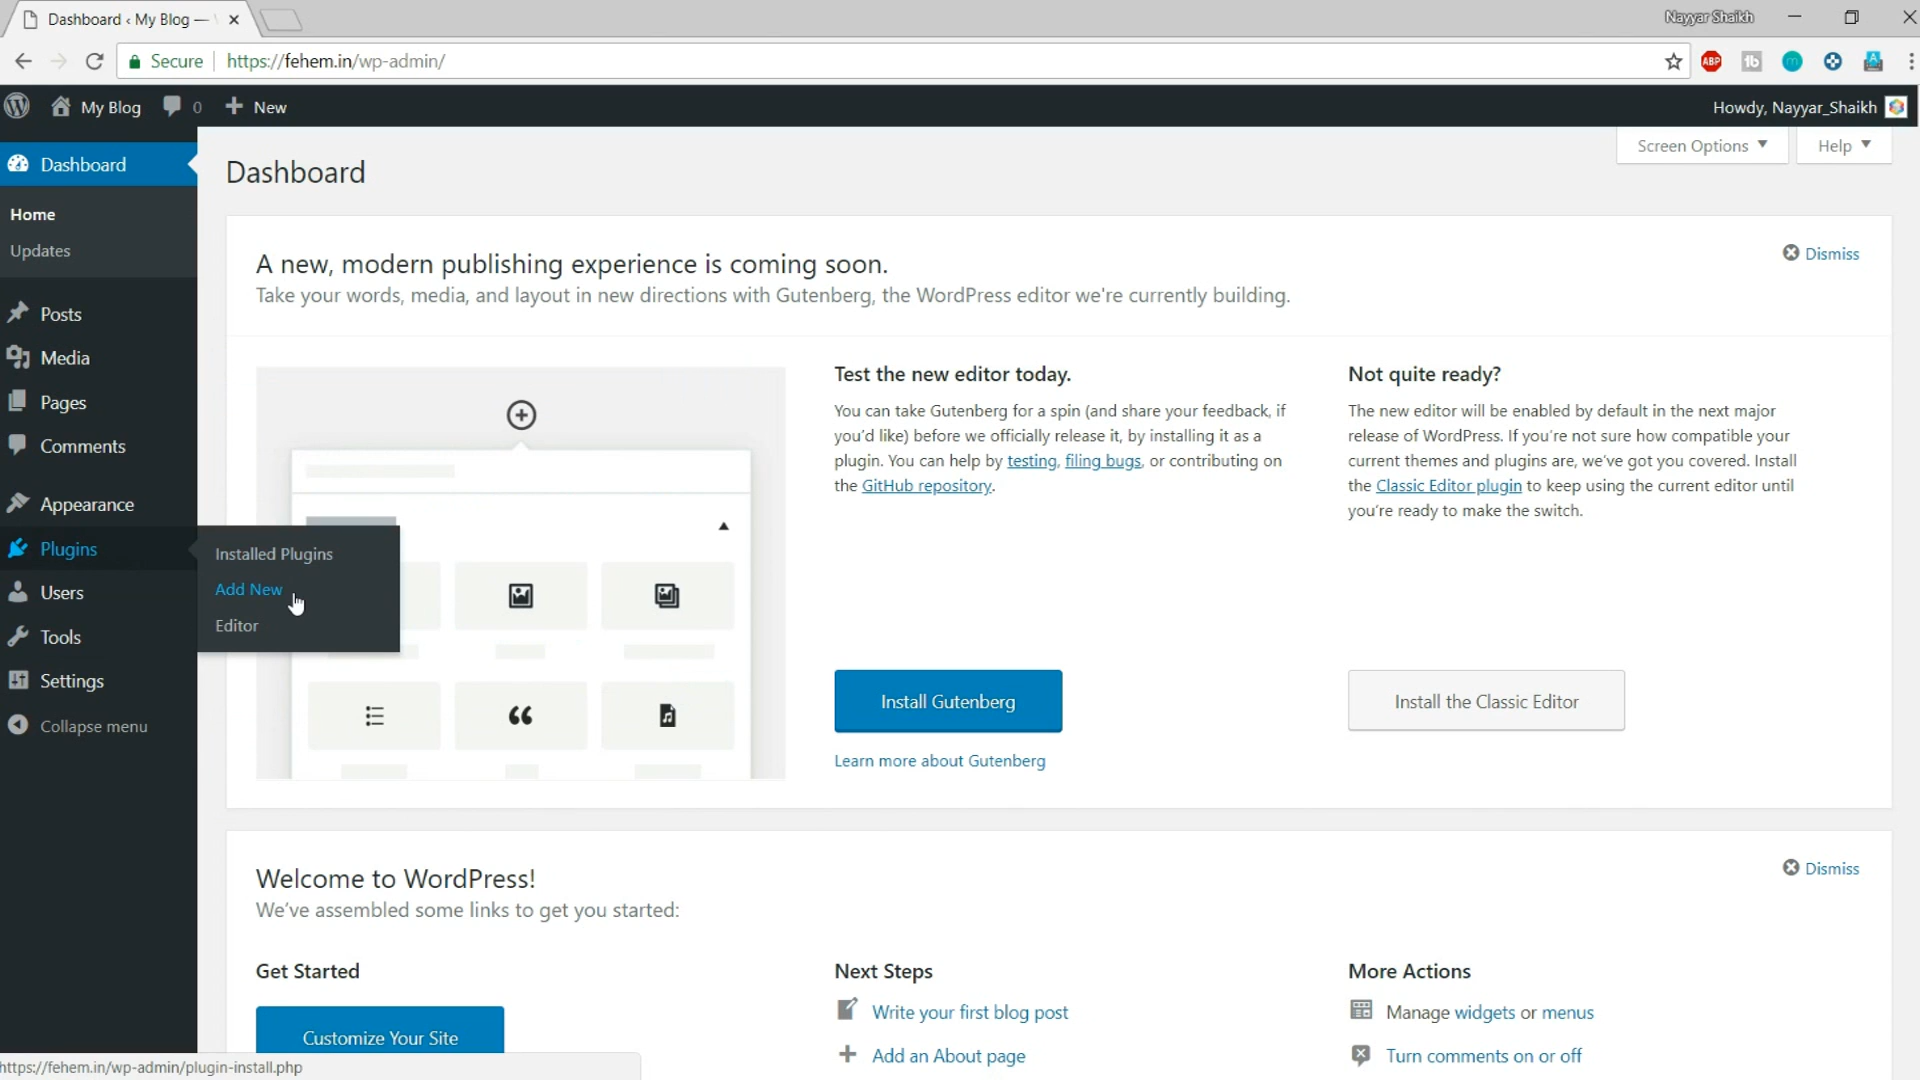 Dashboard ‹ My Blog —
Nayyar Shaikh
Secure
https://fehem.in/wp-admin/
ABP
tb
My Blog
0
New
Howdy, Nayyar_Shaikh
Dashboard
Home
Updates
Posts
Media
Pages
Comments
Appearance
Plugins
Users
Tools
Settings
Collapse menu
Installed Plugins
Add New
Editor
Screen Options
Help
Dashboard
Dismiss
A new, modern publishing experience is coming soon.
Take your words, media, and layout in new directions with Gutenberg, the WordPress editor we're currently building.
Test the new editor today.
You can take Gutenberg for a spin (and share your feedback, if
you'd like) before we officially release it, by installing it as a
plugin. You can help by testing, filing bugs, or contributing on
the GitHub repository.
Install Gutenberg
Learn more about Gutenberg
Not quite ready?
The new editor will be enabled by default in the next major
release of WordPress. If you're not sure how compatible your
current themes and plugins are, we've got you covered. Install
the Classic Editor plugin to keep using the current editor until
you're ready to make the switch.
Install the Classic Editor
Dismiss
Welcome to WordPress!
We've assembled some links to get you started:
Get Started
Customize Your Site
Next Steps
Write your first blog post
Add an About page
More Actions
Manage widgets or menus
Turn comments on or off
https://fehem.in/wp-admin/plugin-install.php